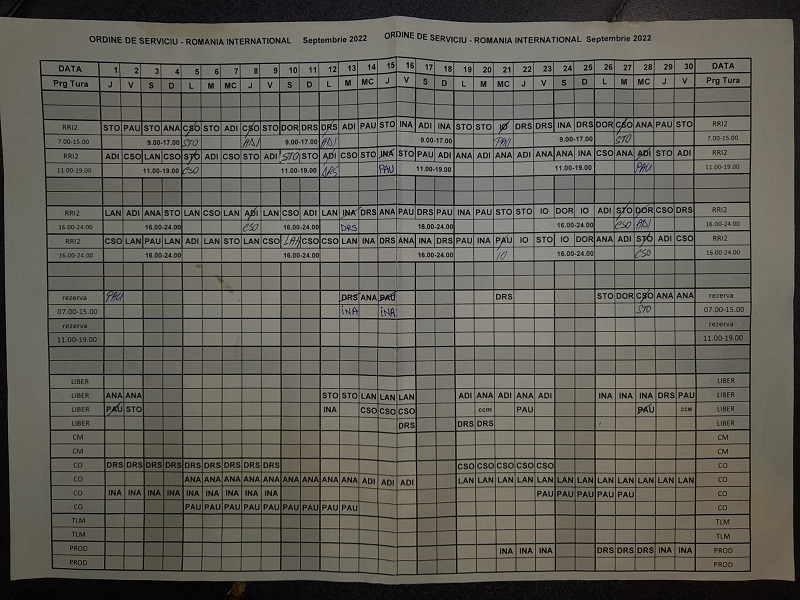 ORDINE DE SERVICIU - ROMANIA INTERNATIONAL Septembrie 2022 ORDINE DE SERVICIU - ROMANIA INTERNATIONAL Septembrie 2022
DATA 1 2 3 4 5 6 7 8 9 10 11 12 13 14 15 16 17 18 19 20 21 22 23 24 25 26 27 28 29 30 DATA
Prg Tura J V S D L M MC J V S D L M MC J V S D L M MC J V S D L M MC J V Prg Tura
RRI2 STO PAU STO ANA CSO STO ADI CSO STO DOR DRS DRS ADI PAU STO INA ADI INA STO STO IO DRS DRS INA DRS DOR CSO ANA PAU STO RRI2
7.00-15.00 9.00-17.00 STO ADI 9.00-17.00 ADI 9.00-17.00 PAU 9.00-17.00 STO 7.00-15.00
RRI2 ADI CSO LAN CSO STO ADI CSO STO ADI STO STO ADI CSO STO INA STO PAU ADI ANA ADI ANA ADI ANA ANA INA CSO ANA ADI STO ADI RRI2
11.00-19.00 11.00-19.00 CSO 11.00-19.00 DRS PAU 11.00-19.00 11.00-19.00 PAU 11.00-19.00
RRI2 LAN ADI ANA STO LAN CSO LAN ADI LAN CSO ADI LAN INA DRS ANA PAU DRS PAU INA PAU STO STO IO DOR IO ADI STO DOR CSO DRS RRI2
16.00-24.00 16.00-24.00 CSO 16.00-24.00 DRS 16.00-24.00 16.00-24.00 CSO ADI 16.00-24.00
RRI2 CSO LAN PAU LAN ADI LAN STO LAN CSO LAN CSO CSO LAN INA DRS ANA INA DRS PAU INA PAU IO STO IO DOR ANA ADI STO ADI CSO RRI2
16.00-24.00 16.00-24.00 16.00-24.00 16.00-24.00 IO 16.00-24.00 CSO 16.00-24.00
rezerva PAU DRS ANA PAU DRS STO DOR CSO ANA ANA rezerva
07.00-15.00 INA INA STO 07.00-15.00
rezerva rezerva
11.00-19.00 11.00-19.00
LIBER LIBER
LIBER ANA ANA STO STO LAN LAN LAN ADI ANA ADI ANA ADI INA INA INA DRS PAU LIBER
LIBER PAU STO INA CSO CSO CSO ccm PAU PAU ccm LIBER
LIBER DRS DRS DRS LIBER
CM CM
CM CM
CO DRS DRS DRS DRS DRS DRS DRS DRS DRS CSO CSO CSO CSO CSO CO
CO ANA ANA ANA ANA ANA ANA ANA ANA ANA ADI ADI ADI LAN LAN LAN LAN LAN LAN LAN LAN LAN LAN LAN LAN CO
CO INA INA INA INA INA INA INA INA INA PAU PAU PAU PAU PAU CO
CO PAU PAU PAU PAU PAU PAU PAU PAU PAU CO
TLM TLM
TLM TLM
PROD INA INA INA DRS DRS DRS INA INA PROD
PROD PROD